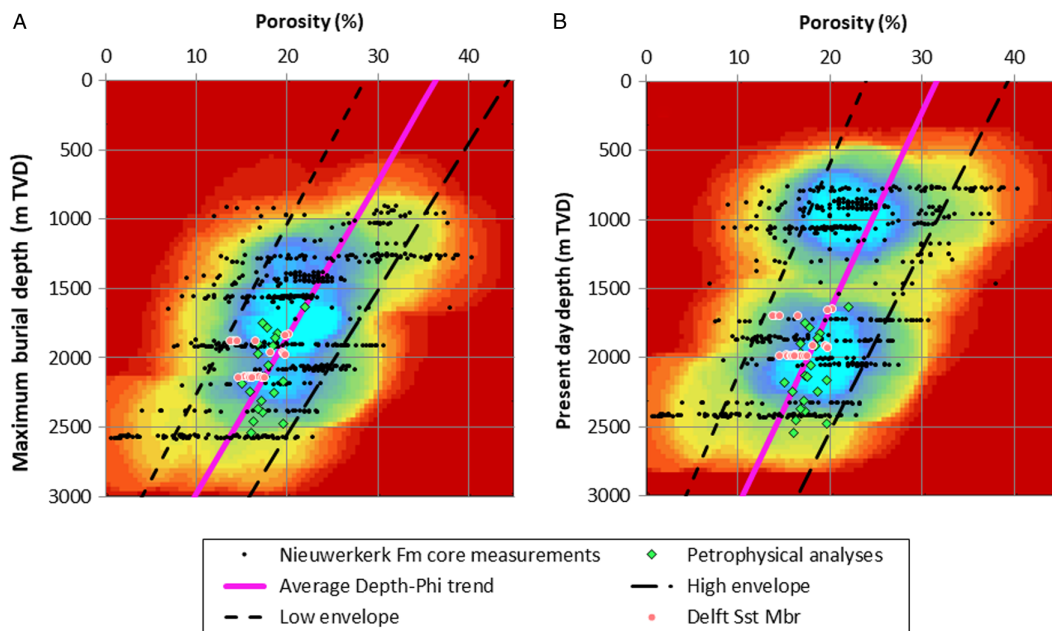 A
Porosity (%)
0 10 20 30 40
Maximum burial depth (m TVD)
0
500
1000
1500
2000
2500
3000
B
Porosity (%)
0 10 20 30 40
Present day depth (m TVD)
0
500
1000
1500
2000
2500
3000
Nieuwerkerk Fm core measurements
Petrophysical analyses
Average Depth-Phi trend
High envelope
Low envelope
Delft Sst Mbr